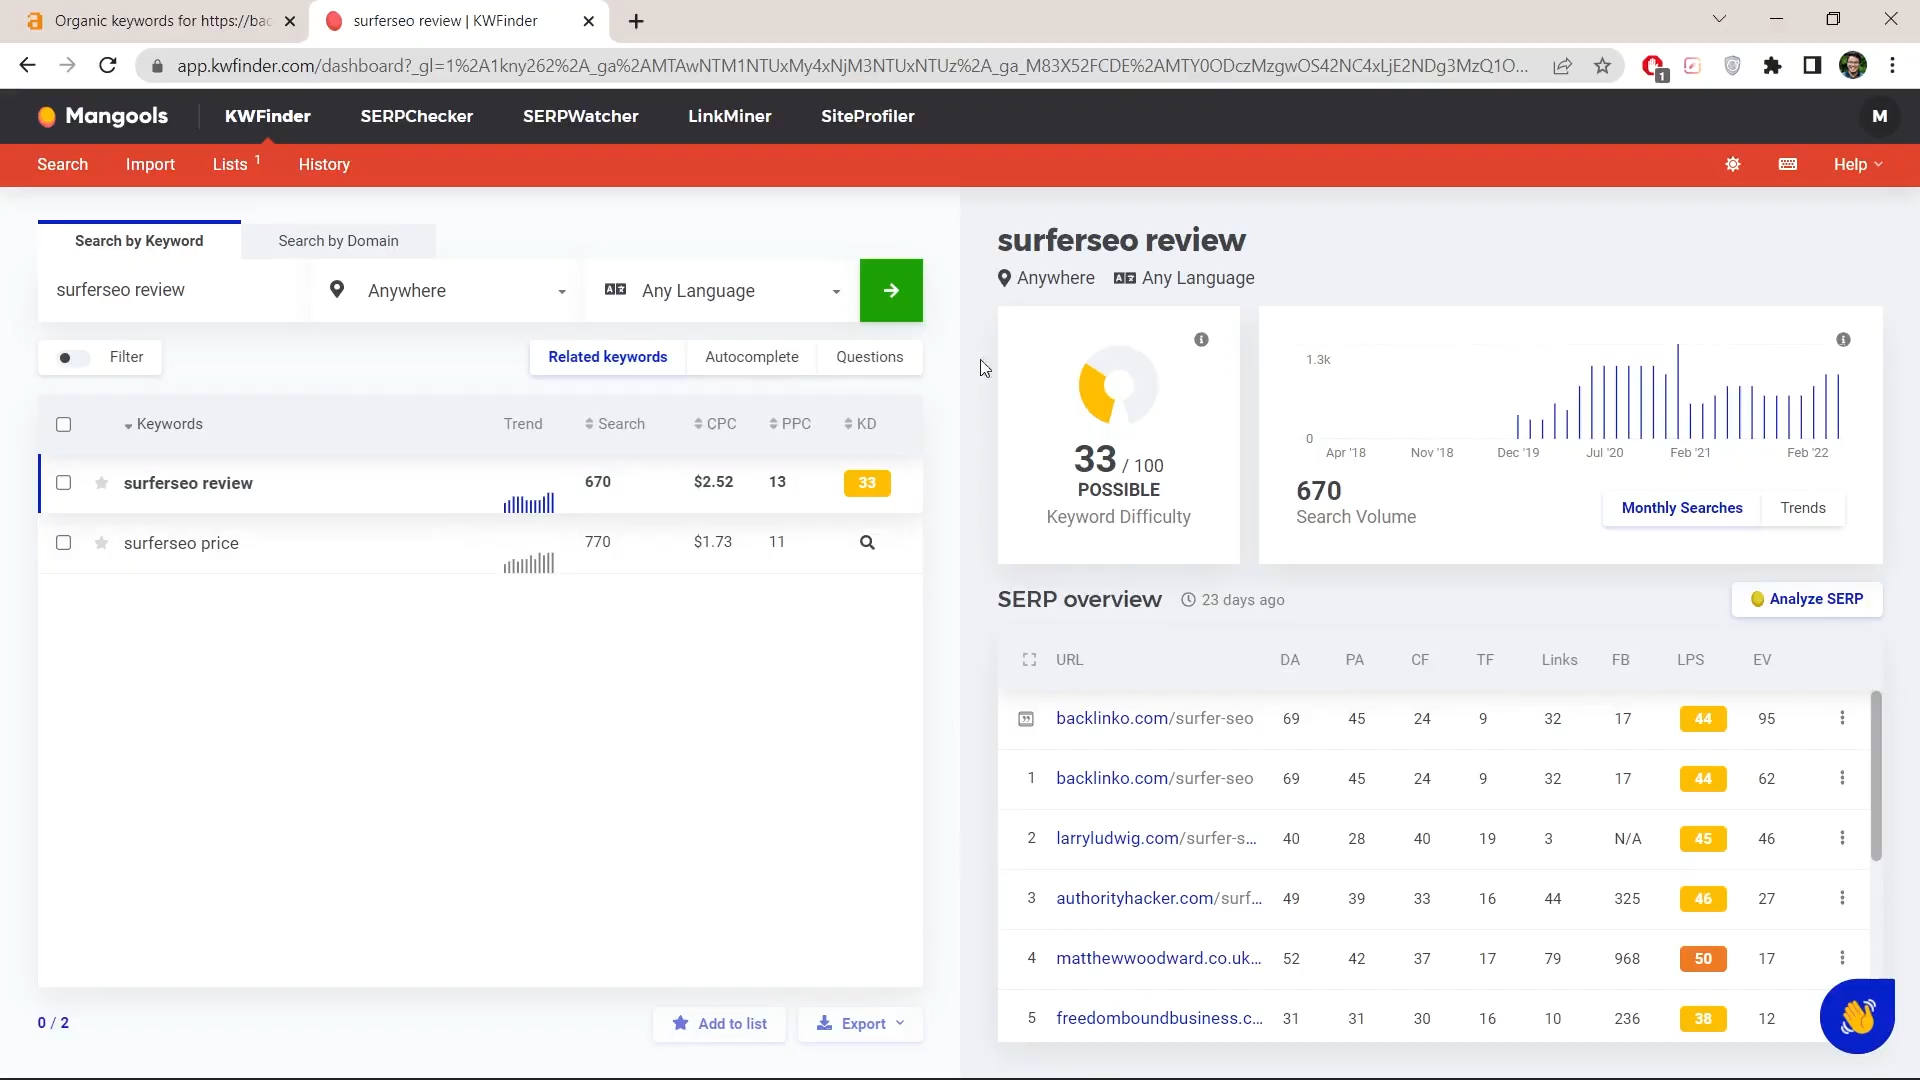 Organic keywords for https://bac
surferseo review | KWFinder
app.kwfinder.com/dashboard?_gl=1%2A1kny262%2A_ga%2AMTAwNTM1NTUxMy4xNjM3NTUxNTUz%2A_ga_M83X52FCDE%2AMTY0ODczMzgwOS42NC4xLjE2NDg3MzQ1O...
1
Mangools
KWFinder
SERPChecker
SERPWatcher
LinkMiner
SiteProfiler
M
Search
Import
Lists 1
History
Help
Search by Keyword
Search by Domain
surferseo review
Anywhere
Any Language
Filter
Related keywords
Autocomplete
Questions
Keywords Trend Search CPC PPC KD
surferseo review 670 $2.52 13 33
surferseo price 770 $1.73 11
0 / 2
Add to list
Export
surferseo review
Anywhere Any Language
33 / 100
POSSIBLE
Keyword Difficulty
1.3k
0
Apr '18 Nov '18 Dec '19 Jul '20 Feb '21 Feb '22
670
Search Volume
Monthly Searches
Trends
SERP overview 23 days ago
Analyze SERP
URL DA PA CF TF Links FB LPS EV
backlinko.com/surfer-seo 69 45 24 9 32 17 44 95
1 backlinko.com/surfer-seo 69 45 24 9 32 17 44 62
2 larryludwig.com/surfer-s... 40 28 40 19 3 N/A 45 46
3 authorityhacker.com/surf... 49 39 33 16 44 325 46 27
4 matthewwoodward.co.uk... 52 42 37 17 79 968 50 17
5 freedomboundbusiness.c... 31 31 30 16 10 236 38 12